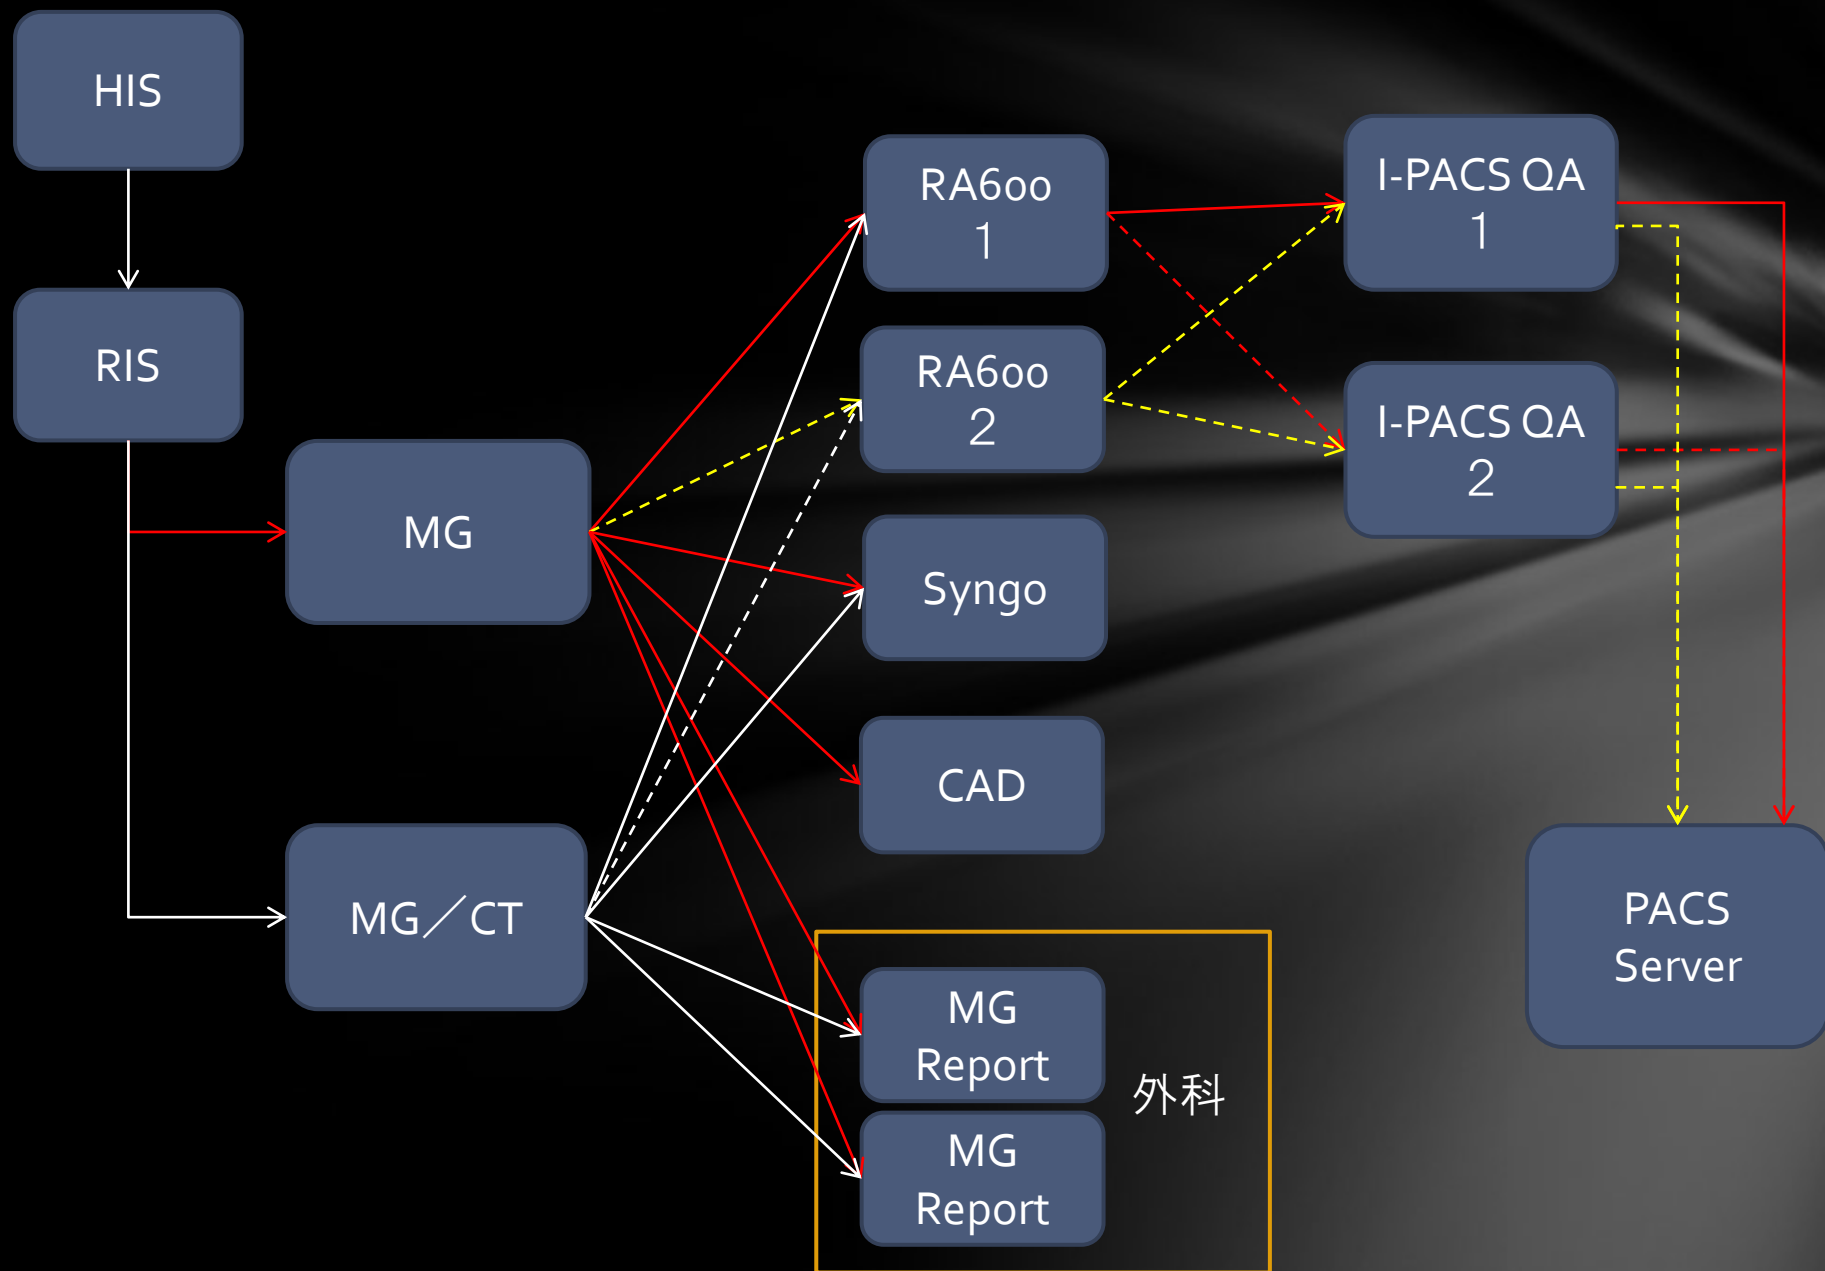 HIS
RIS
MG
MG／CT
RA600
1
RA600
2
Syngo
CAD
MG
Report
MG
Report
外科
I-PACS QA
1
I-PACS QA
2
PACS
Server